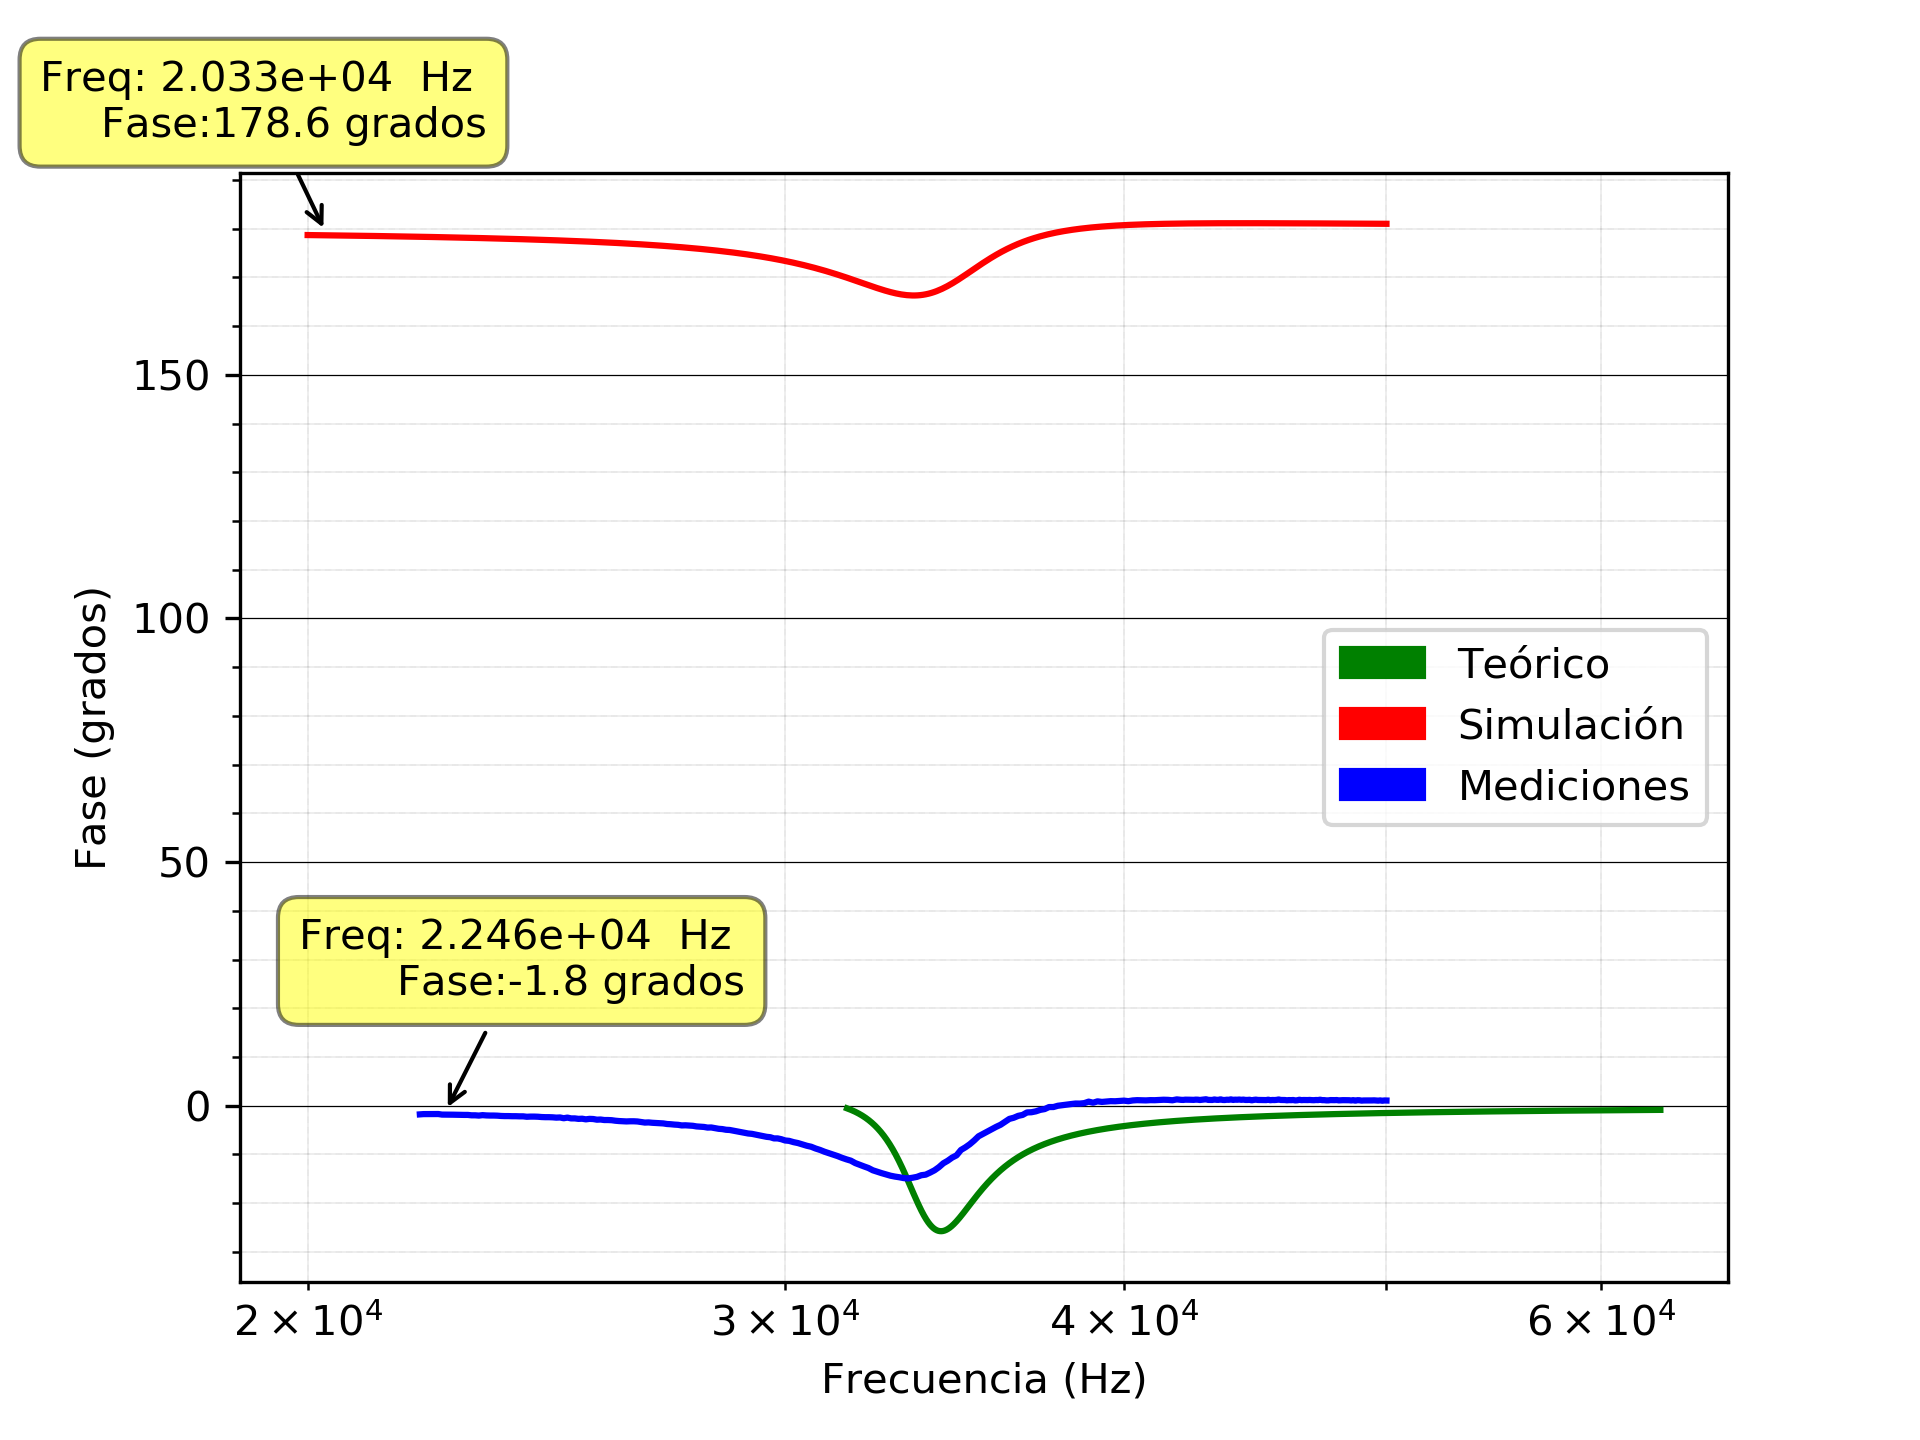 Freq: 2.033e+04  Hz
Fase:178.6 grados
150
100
50
0
Fase (grados)
Teórico
Simulación
Mediciones
Freq: 2.246e+04  Hz
Fase:-1.8 grados
2 × 10⁴
3 × 10⁴
4 × 10⁴
6 × 10⁴
Frecuencia (Hz)